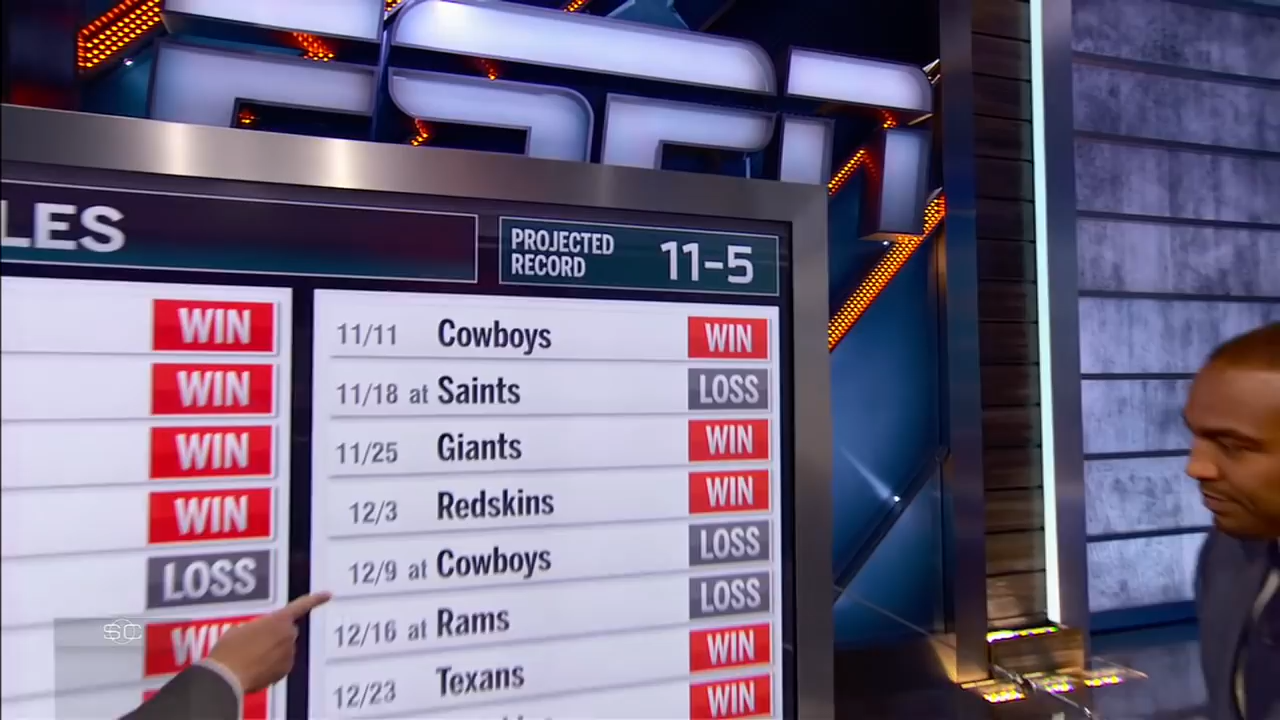 ESPN
LES
PROJECTED
RECORD
11-5
WIN
WIN
WIN
WIN
LOSS
11/11 Cowboys WIN
11/18 at Saints LOSS
11/25 Giants WIN
12/3 Redskins WIN
12/9 at Cowboys LOSS
12/16 at Rams LOSS
12/23 Texans WIN
WIN
SC